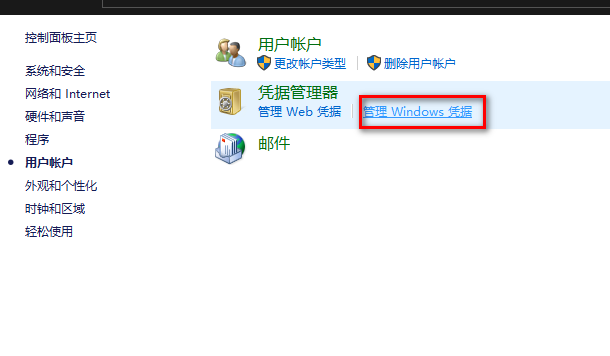 控制面板主页
系统和安全
网络和 Internet
硬件和声音
程序
用户帐户
外观和个性化
时钟和区域
轻松使用
用户帐户
更改帐户类型 删除用户帐户
凭据管理器
管理 Web 凭据 管理 Windows 凭据
邮件